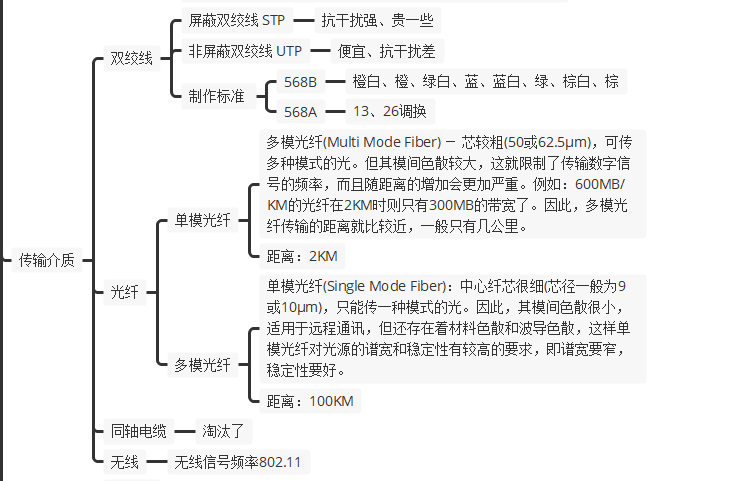 传输介质
双绞线
屏蔽双绞线 STP
抗干扰强、贵一些
非屏蔽双绞线 UTP
便宜、抗干扰差
制作标准
568B
橙白、橙、绿白、蓝、蓝白、绿、棕白、棕
568A
13、26调换
光纤
单模光纤
多模光纤(Multi Mode Fiber) － 芯较粗(50或62.5μm)，可传
多种模式的光。但其模间色散较大，这就限制了传输数字信
号的频率，而且随距离的增加会更加严重。例如：600MB/
KM的光纤在2KM时则只有300MB的带宽了。因此，多模光
纤传输的距离就比较近，一般只有几公里。
距离：2KM
多模光纤
单模光纤(Single Mode Fiber)：中心纤芯很细(芯径一般为9
或10μm)，只能传一种模式的光。因此，其模间色散很小，
适用于远程通讯，但还存在着材料色散和波导色散，这样单
模光纤对光源的谱宽和稳定性有较高的要求，即谱宽要窄，
稳定性要好。
距离：100KM
同轴电缆
淘汰了
无线
无线信号频率802.11